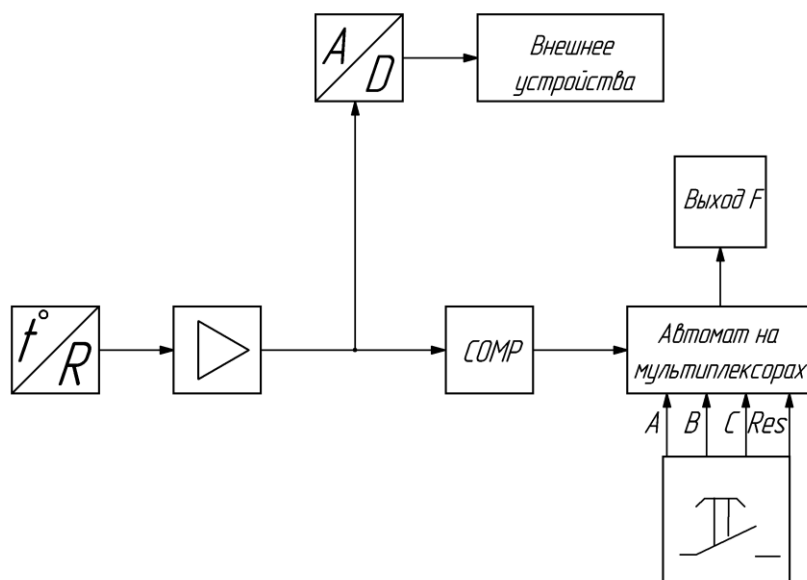 A
D
Внешнее
устройства
Выход F
t°
R
COMP
Автомат на
мультиплексорах
A B C Res